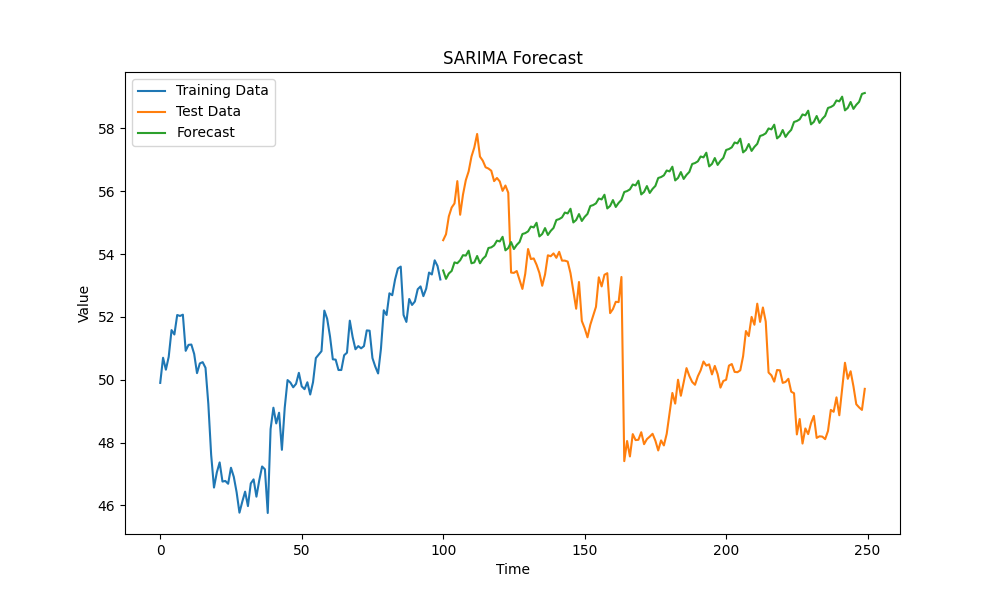 SARIMA Forecast
Training Data
Test Data
Forecast
58
56
54
52
50
48
46
Value
0 50 100 150 200 250
Time